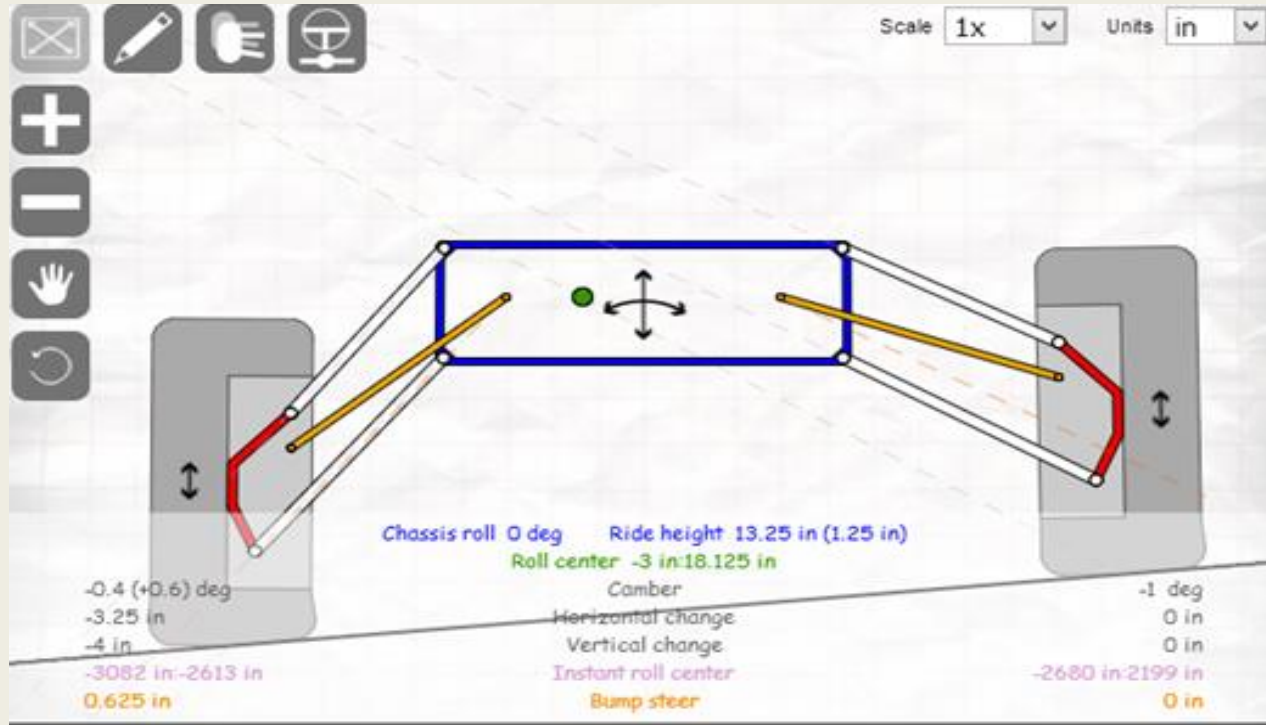 Scale 1x Units in
Chassis roll 0 deg Ride height 13.25 in (1.25 in)
Roll center -3 in:18.125 in
-0.4 (+0.6) deg Camber -1 deg
-3.25 in Horizontal change 0 in
-4 in Vertical change 0 in
-3082 in:-2613 in Instant roll center -2680 in:2199 in
0.625 in Bump steer 0 in